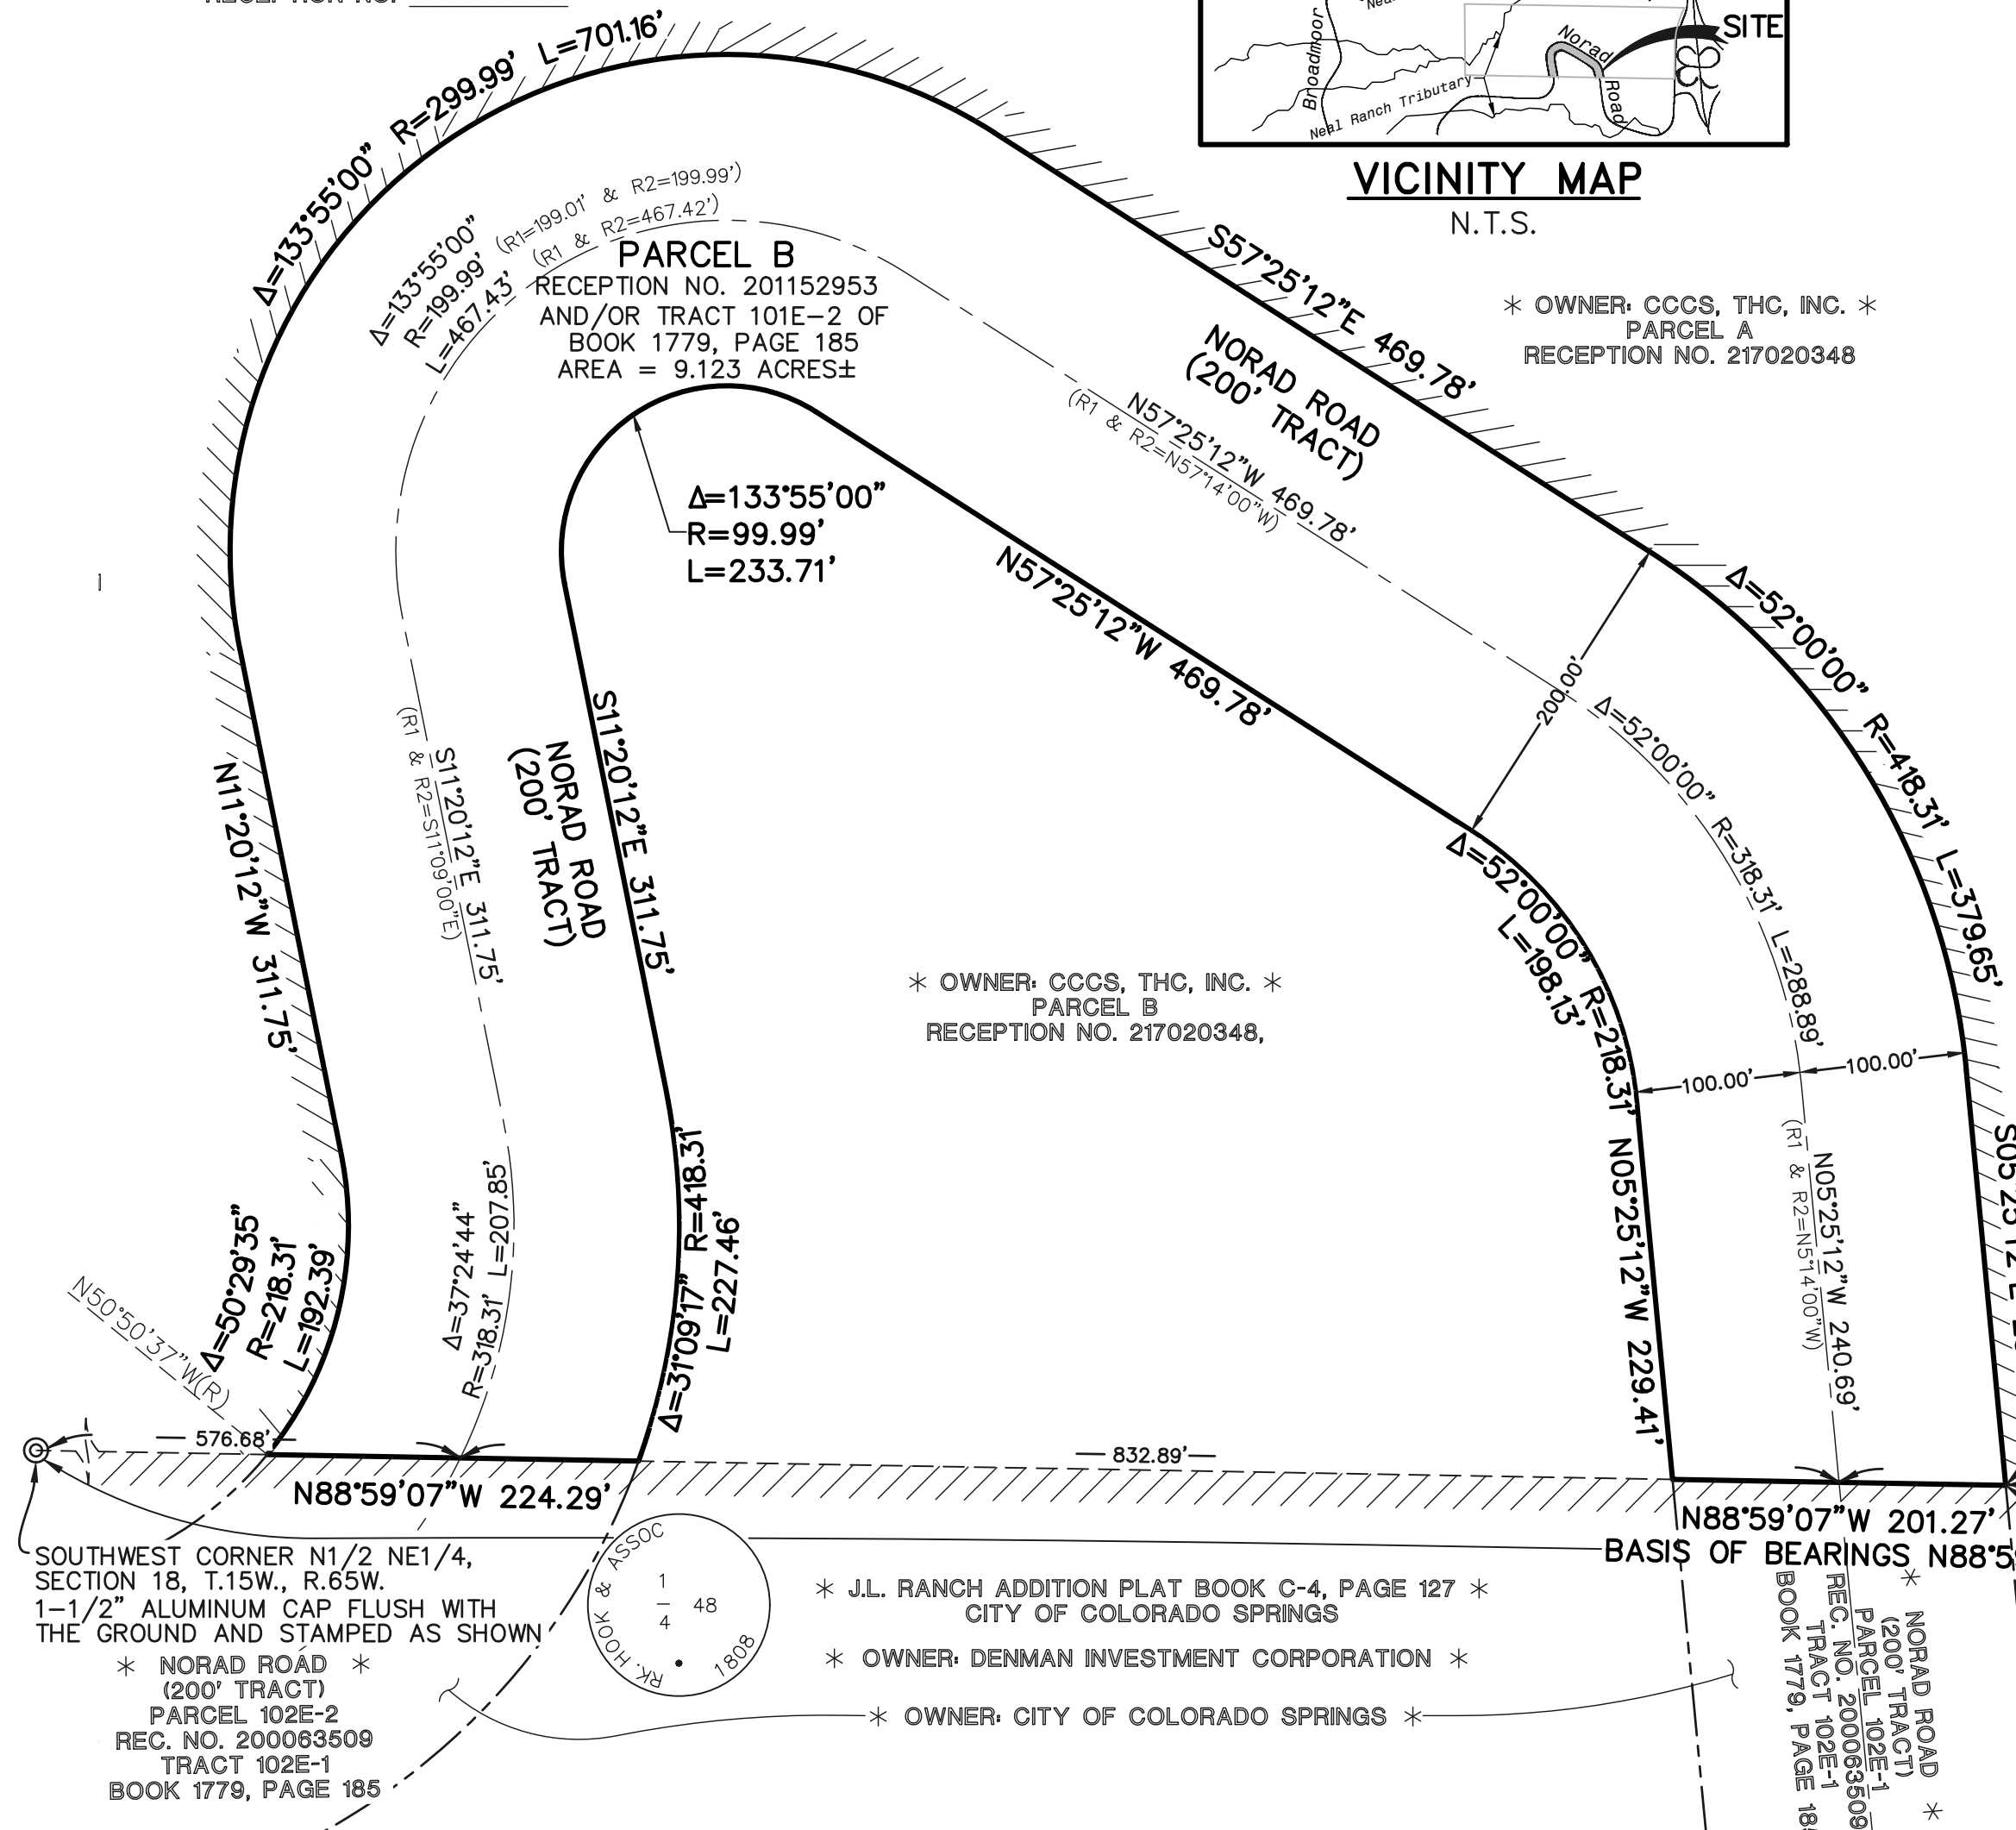 Broadmoor
Neal Ranch Tributary
Norad
Road
SITE
VICINITY MAP
N.T.S.
Δ=133°55'00" R=299.99' L=701.16'
Δ=133°55'00"
R=199.99' (R1=199.01' & R2=199.99')
L=467.43' (R1 & R2=467.42')
PARCEL B
RECEPTION NO. 201152953
AND/OR TRACT 101E-2 OF
BOOK 1779, PAGE 185
AREA = 9.123 ACRES±
S57°25'12"E 469.78'
* OWNER: CCCS, THC, INC. *
PARCEL A
RECEPTION NO. 217020348
NORAD ROAD
(200' TRACT)
N57°25'12"W 469.78'
(R1 & R2=N57°14'00"W)
Δ=133°55'00"
R=99.99'
L=233.71'
N57°25'12"W 469.78'
200.00'
Δ=52°00'00" R=418.31' L=379.65'
Δ=52°00'00" R=318.31' L=288.89'
Δ=52°00'00" R=218.31'
L=198.13'
100.00'
100.00'
N11°20'12"W 311.75'
S11°20'12"E 311.75'
(R1 & R2=S11°09'00"E)
NORAD ROAD
(200' TRACT)
S11°20'12"E 311.75'
* OWNER: CCCS, THC, INC. *
PARCEL B
RECEPTION NO. 217020348,
N05°25'12"W 229.41'
N05°25'12"W 240.69'
(R1 & R2=N5°14'00"W)
S05°25'12"E
Δ=50°29'35"
R=218.31'
L=192.39'
Δ=37°24'44"
R=318.31' L=207.85'
Δ=31°09'17" R=418.31'
L=227.46'
N50°50'37"W(R)
576.68'
832.89'
N88°59'07"W 224.29'
N88°59'07"W 201.27'
BASIS OF BEARINGS N88°5
SOUTHWEST CORNER N1/2 NE1/4,
SECTION 18, T.15W., R.65W.
1-1/2" ALUMINUM CAP FLUSH WITH
THE GROUND AND STAMPED AS SHOWN
RK. HOOK & ASSOC
1
4
48
1808
* NORAD ROAD *
(200' TRACT)
PARCEL 102E-2
REC. NO. 200063509
TRACT 102E-1
BOOK 1779, PAGE 185
* J.L. RANCH ADDITION PLAT BOOK C-4, PAGE 127 *
CITY OF COLORADO SPRINGS
* OWNER: DENMAN INVESTMENT CORPORATION *
* OWNER: CITY OF COLORADO SPRINGS *
* NORAD ROAD *
(200' TRACT)
PARCEL 102E-1
REC. NO. 200063509
TRACT 102E-1
BOOK 1779, PAGE 185